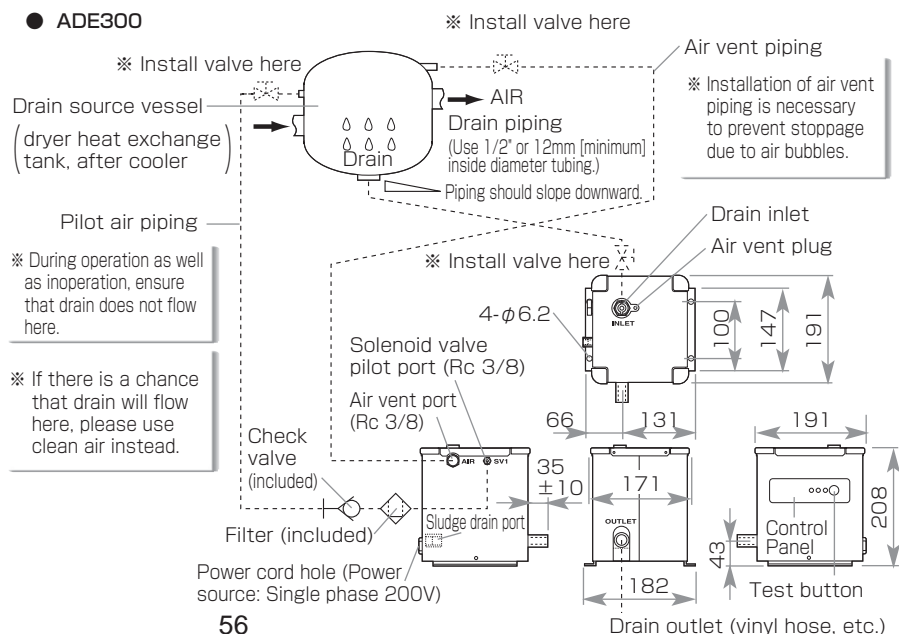 ● ADE300
※ Install valve here
※ Install valve here
Air vent piping
※ Installation of air vent
piping is necessary
to prevent stoppage
due to air bubbles.
Drain source vessel
(dryer heat exchange
tank, after cooler)
AIR
Drain
Drain piping
(Use 1/2" or 12mm [minimum]
inside diameter tubing.)
Piping should slope downward.
Pilot air piping
※ During operation as well
as inoperation, ensure
that drain does not flow
here.
※ If there is a chance
that drain will flow
here, please use
clean air instead.
※ Install valve here
Drain inlet
Air vent plug
INLET
4-φ6.2
100
147
191
66
131
Solenoid valve
pilot port (Rc 3/8)
Air vent port
(Rc 3/8)
AIR
SV1
35
±10
Check
valve
(included)
Filter (included)
Sludge drain port
Power cord hole (Power
source: Single phase 200V)
171
OUTLET
182
191
208
43
Control
Panel
Test button
Drain outlet (vinyl hose, etc.)
56